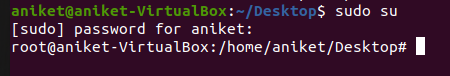 aniket@aniket-VirtualBox:~/Desktop$ sudo su
[sudo] password for aniket:
root@aniket-VirtualBox:/home/aniket/Desktop#